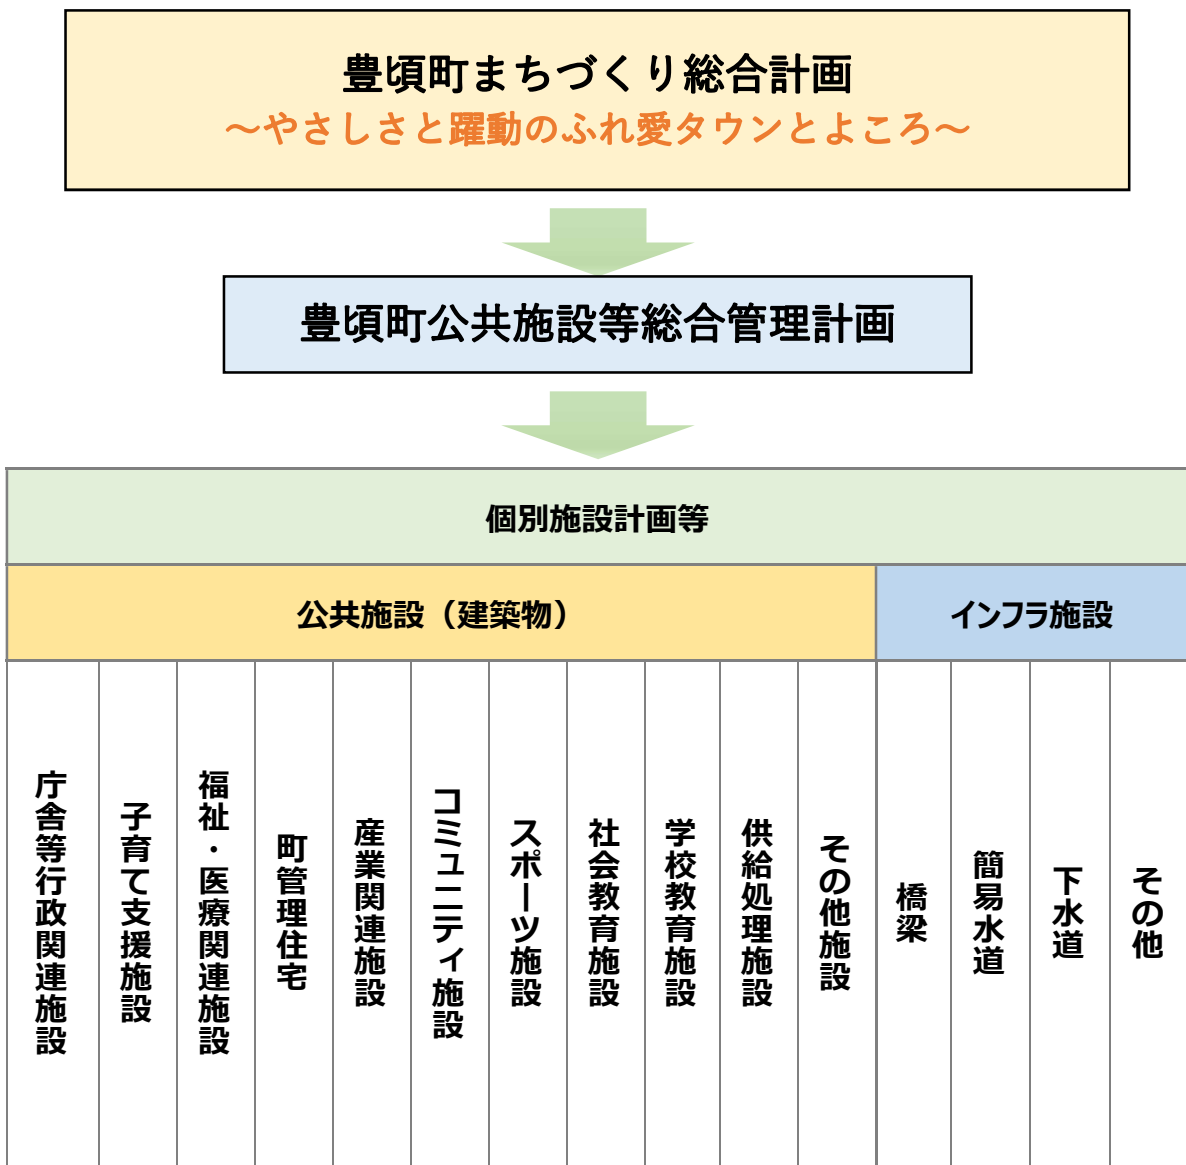 豊頃町まちづくり総合計画
～やさしさと躍動のふれ愛タウンとよころ～
豊頃町公共施設等総合管理計画
個別施設計画等
公共施設（建築物）
インフラ施設
庁舎等行政関連施設
子育て支援施設
福祉・医療関連施設
町管理住宅
産業関連施設
コミュニティ施設
スポーツ施設
社会教育施設
学校教育施設
供給処理施設
その他施設
橋梁
簡易水道
下水道
その他